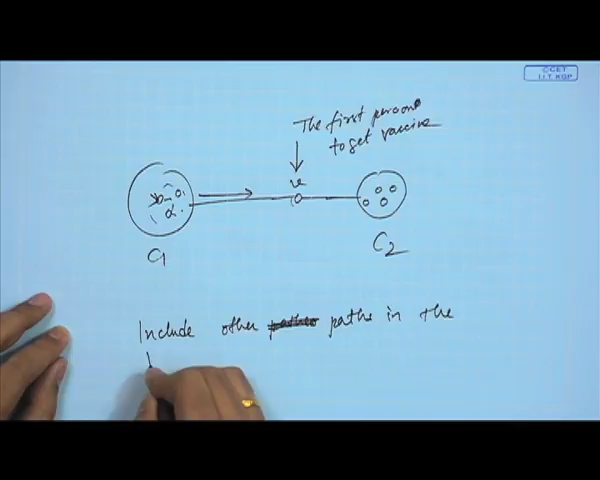 ©CET
I.I.T. KGP
The first person
to get vaccine
v
C1
C2
Include other paths in the